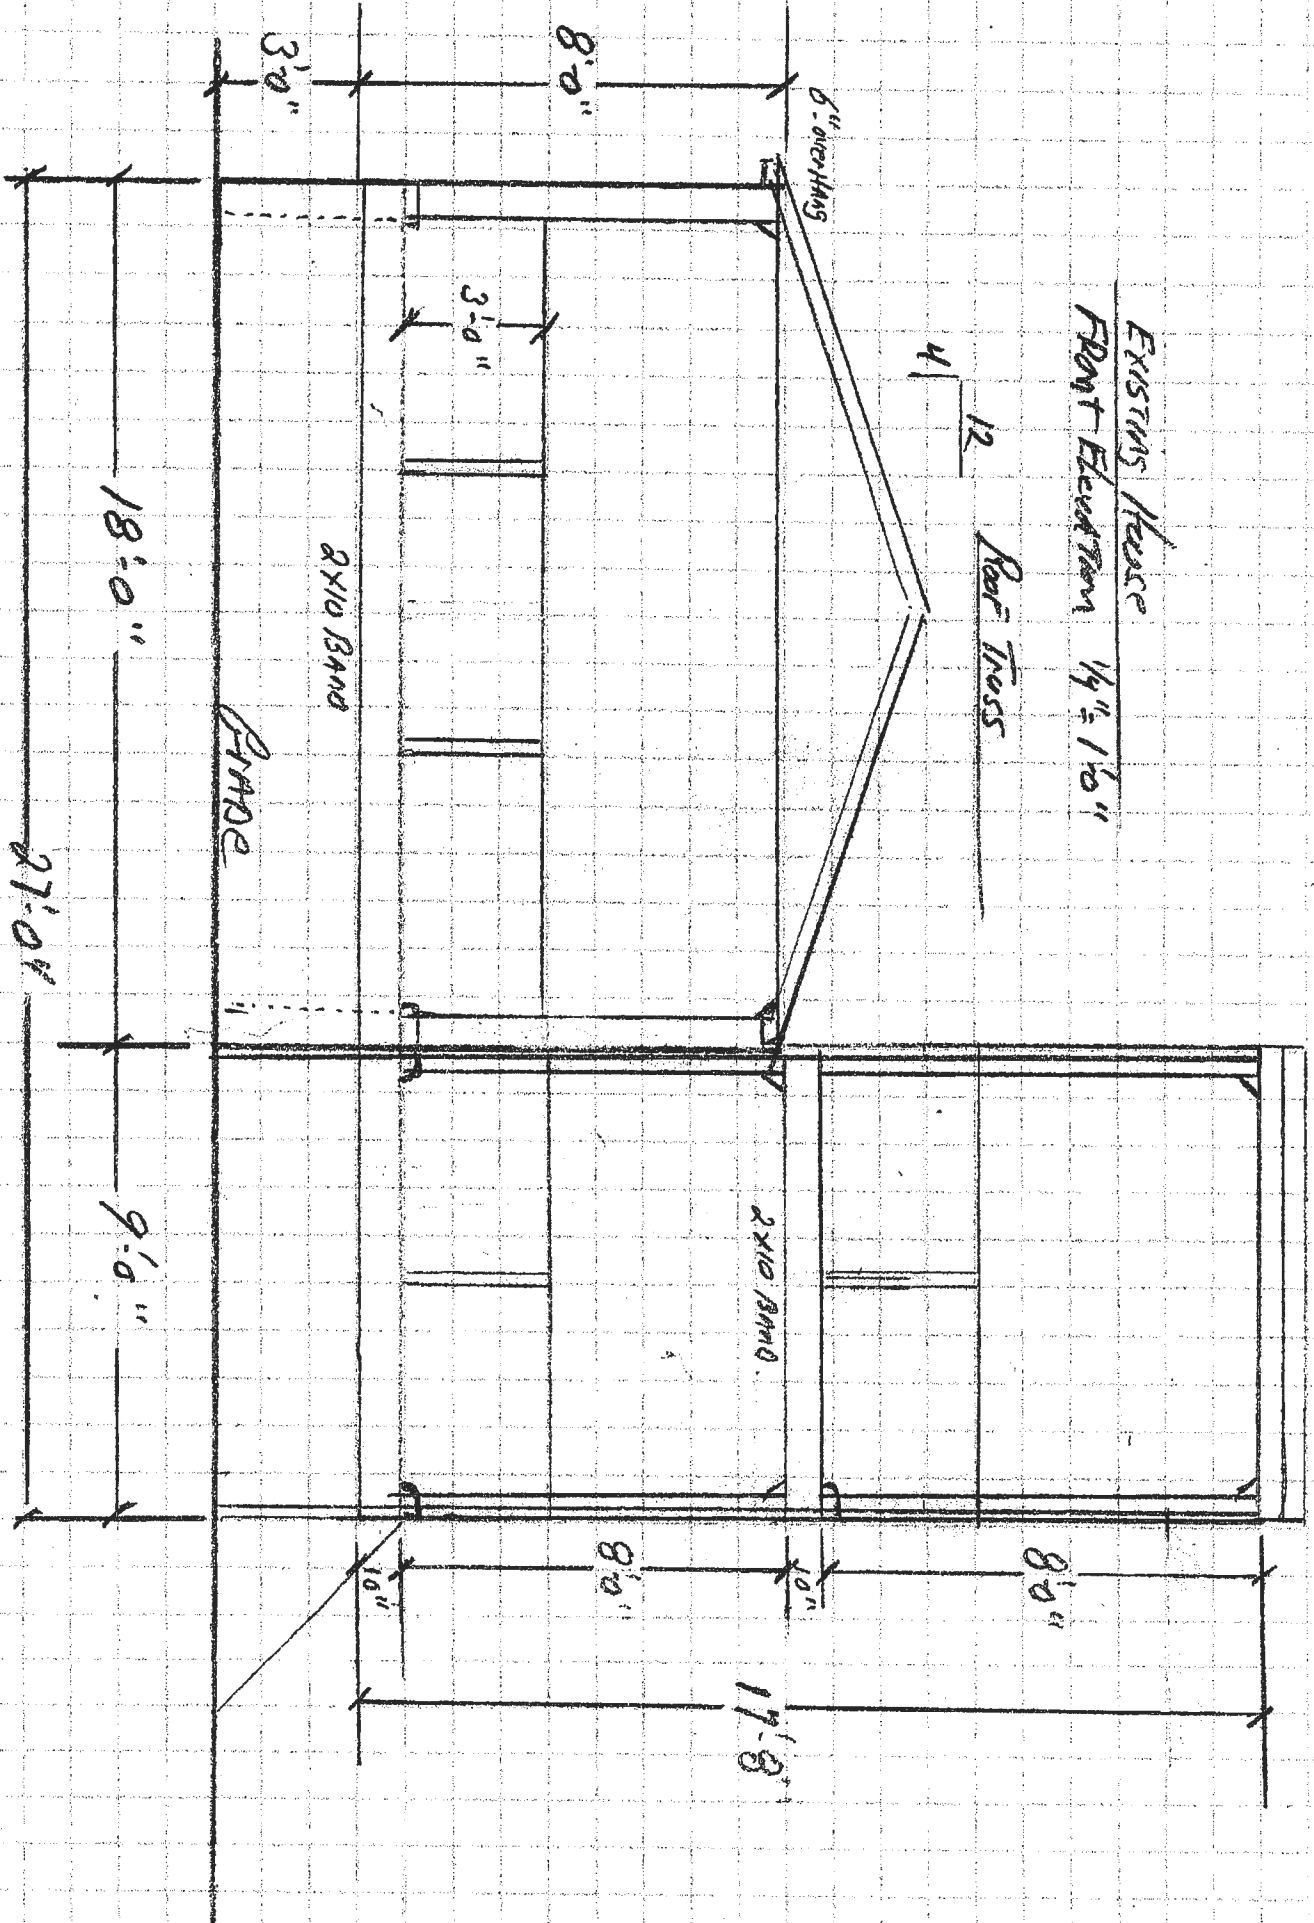 Existing House
Front Elevation 1/4" = 1'0"
Roof Truss
12
4
6" overHang
8'0"
3'0"
3'-0"
2x10 Band
2x10 Band.
8'0"
10"
8'0"
10"
17'-8"
Grade
18'-0"
9'-0"
27'-0"